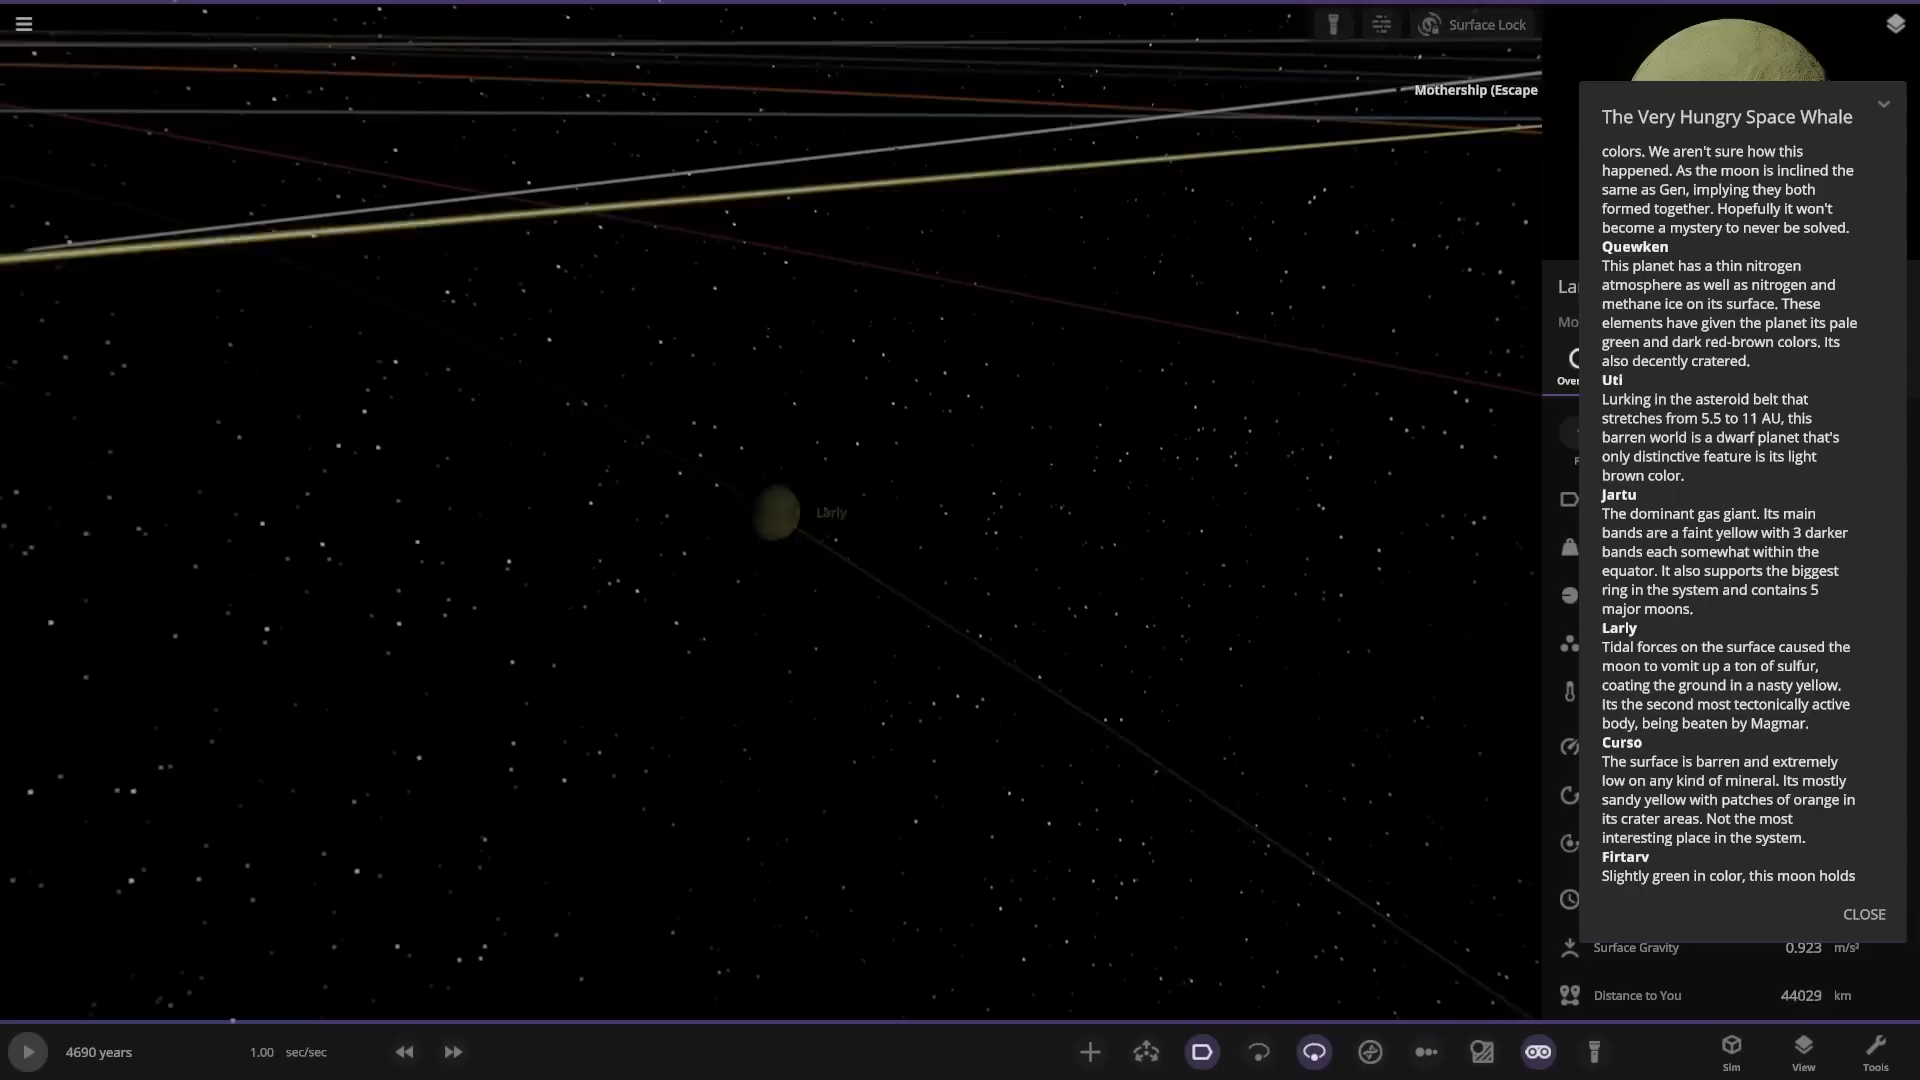 Surface Lock
Mothership (Escape
Larly
The Very Hungry Space Whale
colors. We aren't sure how this
happened. As the moon is inclined the
same as Gen, implying they both
formed together. Hopefully it won't
become a mystery to never be solved.
Quewken
This planet has a thin nitrogen
atmosphere as well as nitrogen and
methane ice on its surface. These
elements have given the planet its pale
green and dark red-brown colors. Its
also decently cratered.
Uti
Lurking in the asteroid belt that
stretches from 5.5 to 11 AU, this
barren world is a dwarf planet that's
only distinctive feature is its light
brown color.
Jartu
The dominant gas giant. Its main
bands are a faint yellow with 3 darker
bands each somewhat within the
equator. It also supports the biggest
ring in the system and contains 5
major moons.
Larly
Tidal forces on the surface caused the
moon to vomit up a ton of sulfur,
coating the ground in a nasty yellow.
Its the second most tectonically active
body, being beaten by Magmar.
Curso
The surface is barren and extremely
low on any kind of mineral. Its mostly
sandy yellow with patches of orange in
its crater areas. Not the most
interesting place in the system.
Firtarv
Slightly green in color, this moon holds
CLOSE
La
Mo
Over
Surface Gravity 0.923 m/s²
Distance to You 44029 km
4690 years 1.00 sec/sec
Sim View Tools